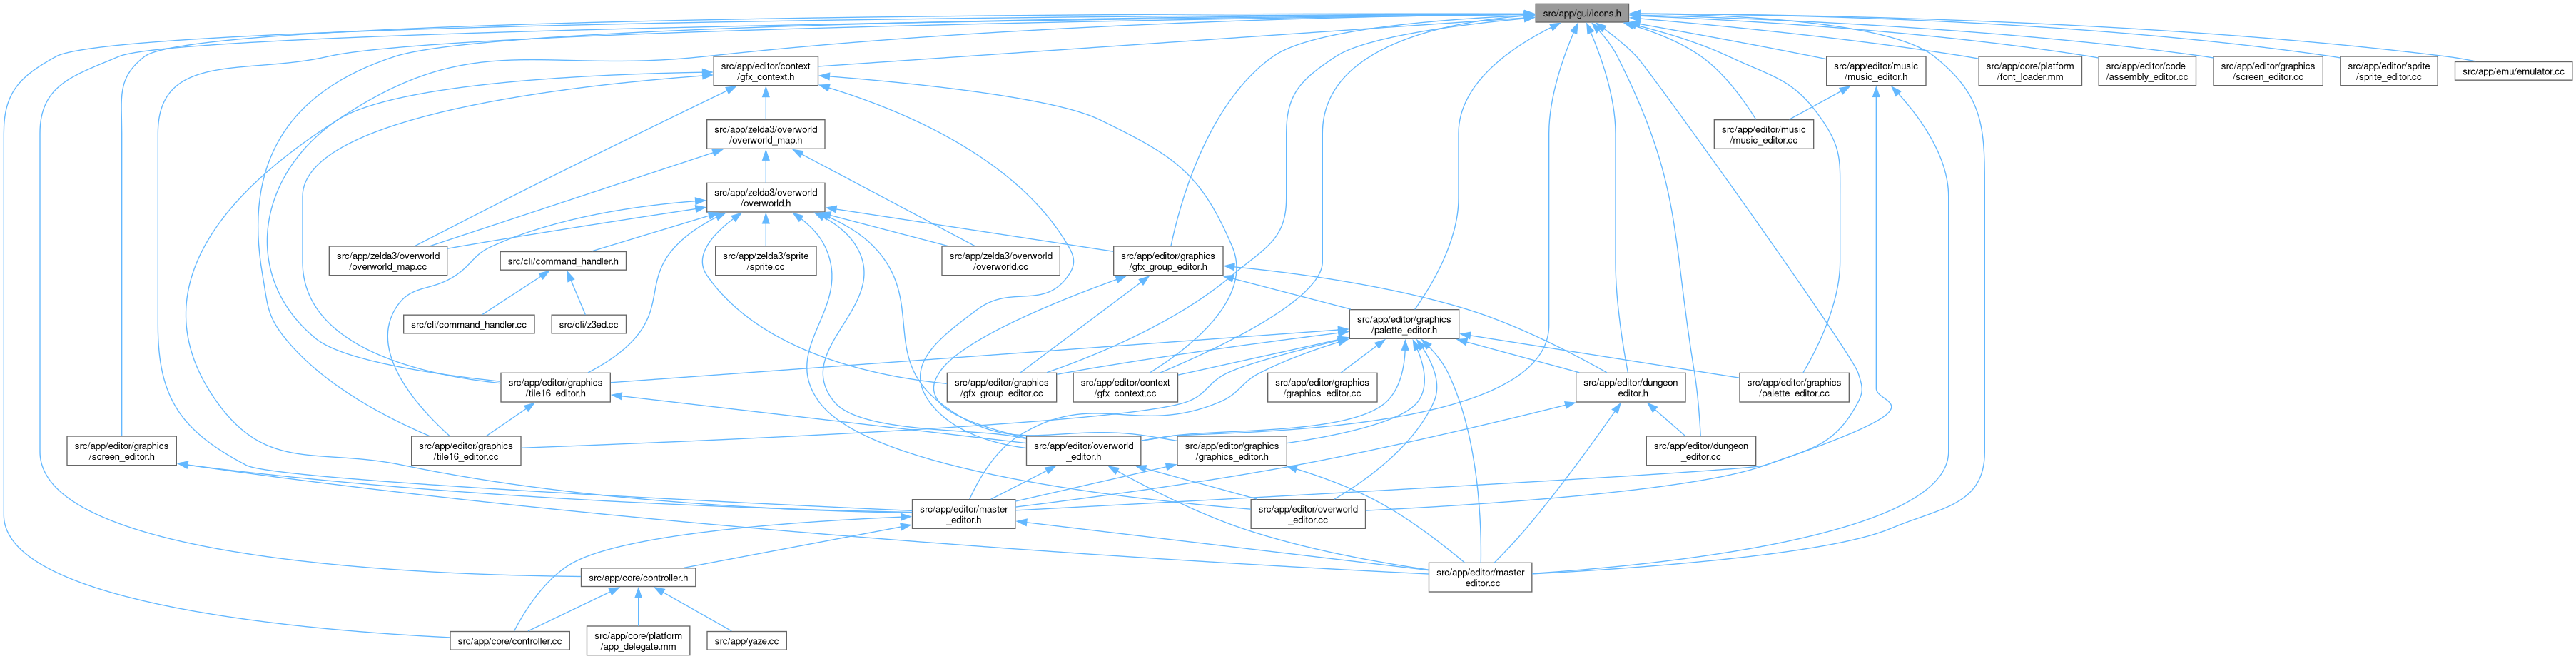 src/app/gui/icons.h
src/app/editor/context
/gfx_context.h
src/app/editor/music
/music_editor.h
src/app/core/platform
/font_loader.mm
src/app/editor/code
/assembly_editor.cc
src/app/editor/graphics
/screen_editor.cc
src/app/editor/sprite
/sprite_editor.cc
src/app/emu/emulator.cc
src/app/zelda3/overworld
/overworld_map.h
src/app/editor/music
/music_editor.cc
src/app/zelda3/overworld
/overworld.h
src/app/zelda3/overworld
/overworld_map.cc
src/cli/command_handler.h
src/app/zelda3/sprite
/sprite.cc
src/app/zelda3/overworld
/overworld.cc
src/app/editor/graphics
/gfx_group_editor.h
src/cli/command_handler.cc
src/cli/z3ed.cc
src/app/editor/graphics
/palette_editor.h
src/app/editor/graphics
/tile16_editor.h
src/app/editor/graphics
/gfx_group_editor.cc
src/app/editor/context
/gfx_context.cc
src/app/editor/graphics
/graphics_editor.cc
src/app/editor/dungeon
_editor.h
src/app/editor/graphics
/palette_editor.cc
src/app/editor/graphics
/screen_editor.h
src/app/editor/graphics
/tile16_editor.cc
src/app/editor/overworld
_editor.h
src/app/editor/graphics
/graphics_editor.h
src/app/editor/dungeon
_editor.cc
src/app/editor/master
_editor.h
src/app/editor/overworld
_editor.cc
src/app/core/controller.h
src/app/editor/master
_editor.cc
src/app/core/controller.cc
src/app/core/platform
/app_delegate.mm
src/app/yaze.cc